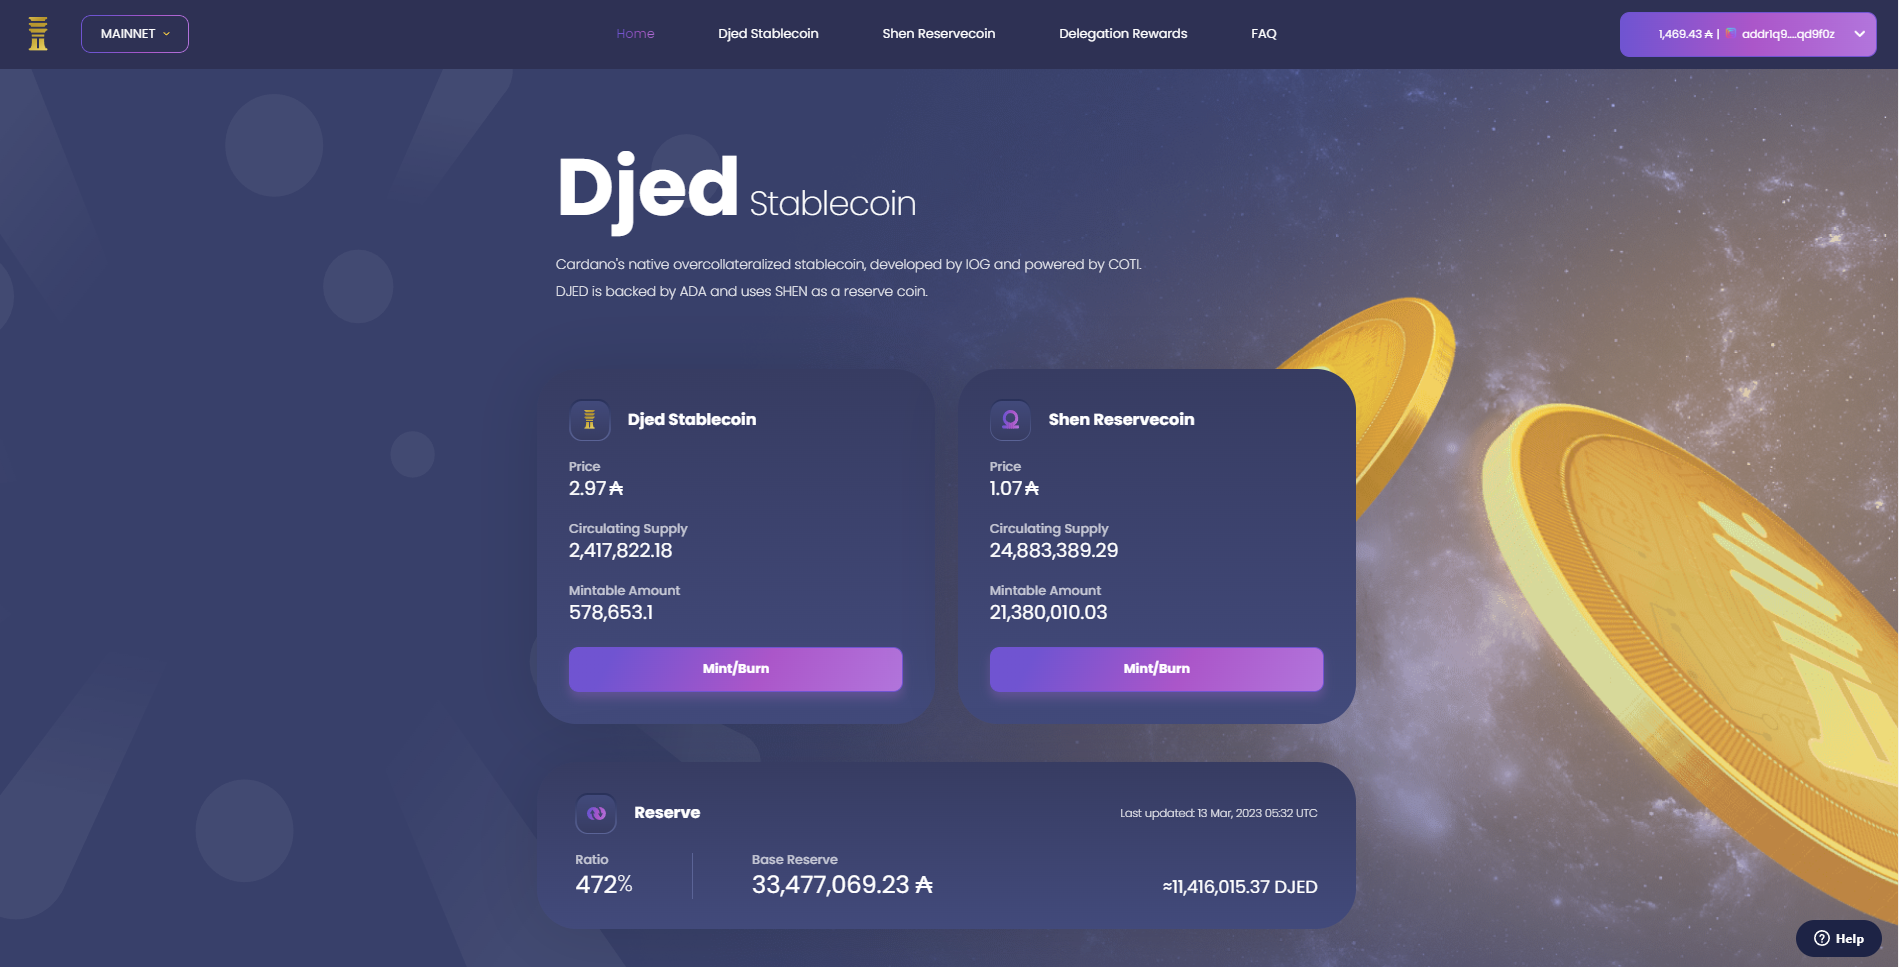 MAINNET
Home
Djed Stablecoin
Shen Reservecoin
Delegation Rewards
FAQ
1,469.43 ₳ | addr1q9....qd9f0z
Djed Stablecoin
Cardano's native overcollateralized stablecoin, developed by IOG and powered by COTI.
DJED is backed by ADA and uses SHEN as a reserve coin.
Djed Stablecoin
Price
2.97 ₳
Circulating Supply
2,417,822.18
Mintable Amount
578,653.1
Mint/Burn
Shen Reservecoin
Price
1.07 ₳
Circulating Supply
24,883,389.29
Mintable Amount
21,380,010.03
Mint/Burn
Reserve
Last updated: 13 Mar, 2023 05:32 UTC
Ratio
472%
Base Reserve
33,477,069.23 ₳
≈11,416,015.37 DJED
Help